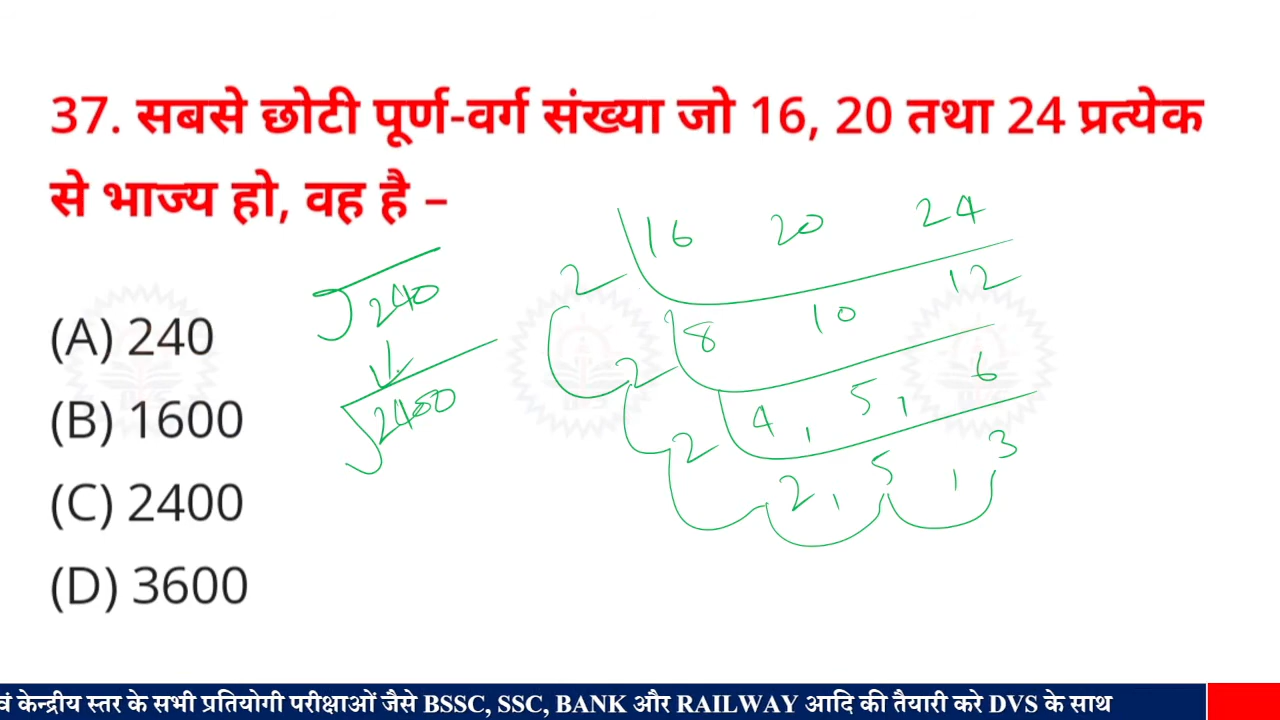 37. सबसे छोटी पूर्ण-वर्ग संख्या जो 16, 20 तथा 24 प्रत्येक
से भाज्य हो, वह है –
(A) 240
(B) 1600
(C) 2400
(D) 3600
√240
√2400
16 20 24
2
8 10 12
2
4, 5, 6
2
2, 5, 3
वं केन्द्रीय स्तर के सभी प्रतियोगी परीक्षाओं जैसे BSSC, SSC, BANK और RAILWAY आदि की तैयारी करे DVS के साथ